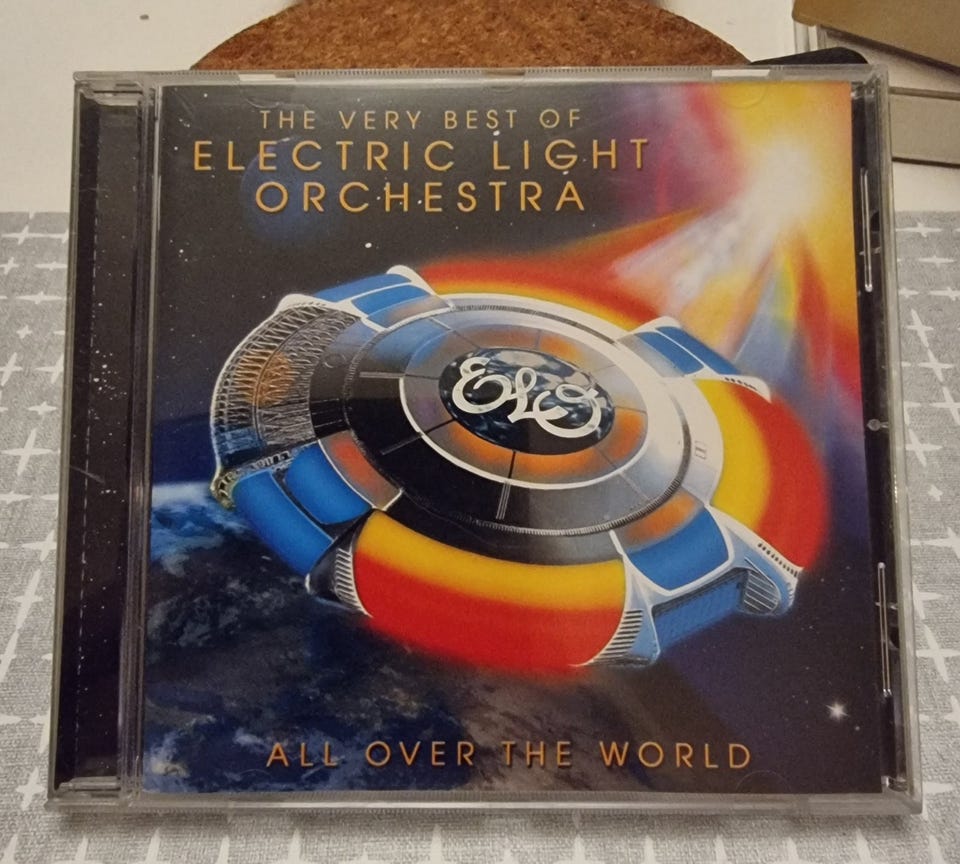 THE VERY BEST OF
ELECTRIC LIGHT
ORCHESTRA
ELO
ALL OVER THE WORLD